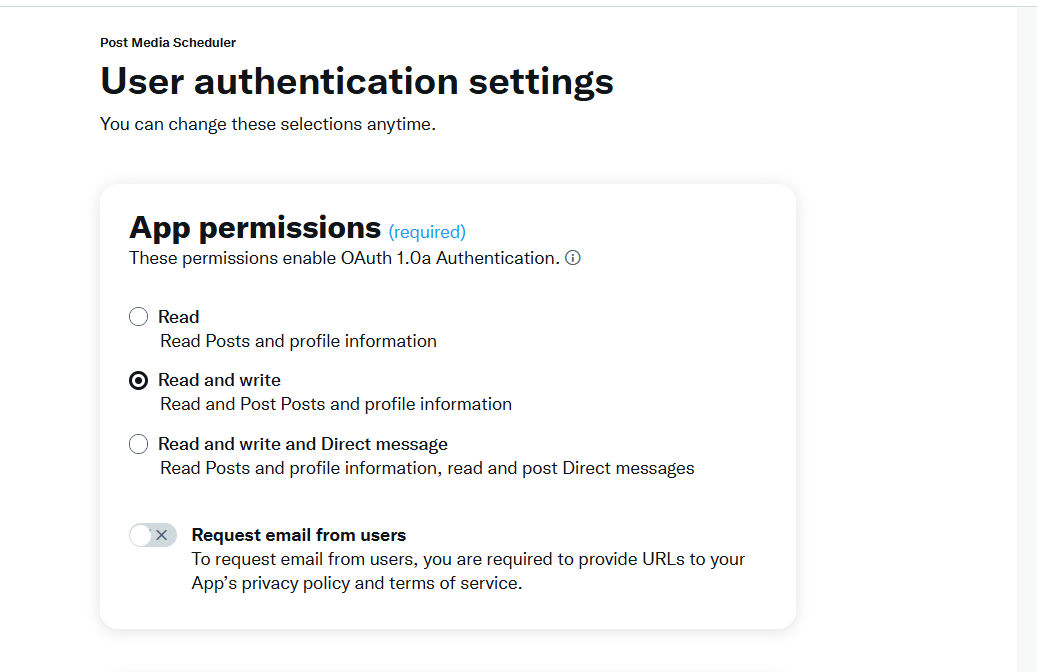 Post Media Scheduler
User authentication settings
You can change these selections anytime.
App permissions (required)
These permissions enable OAuth 1.0a Authentication.
Read
Read Posts and profile information
Read and write
Read and Post Posts and profile information
Read and write and Direct message
Read Posts and profile information, read and post Direct messages
Request email from users
To request email from users, you are required to provide URLs to your
App’s privacy policy and terms of service.